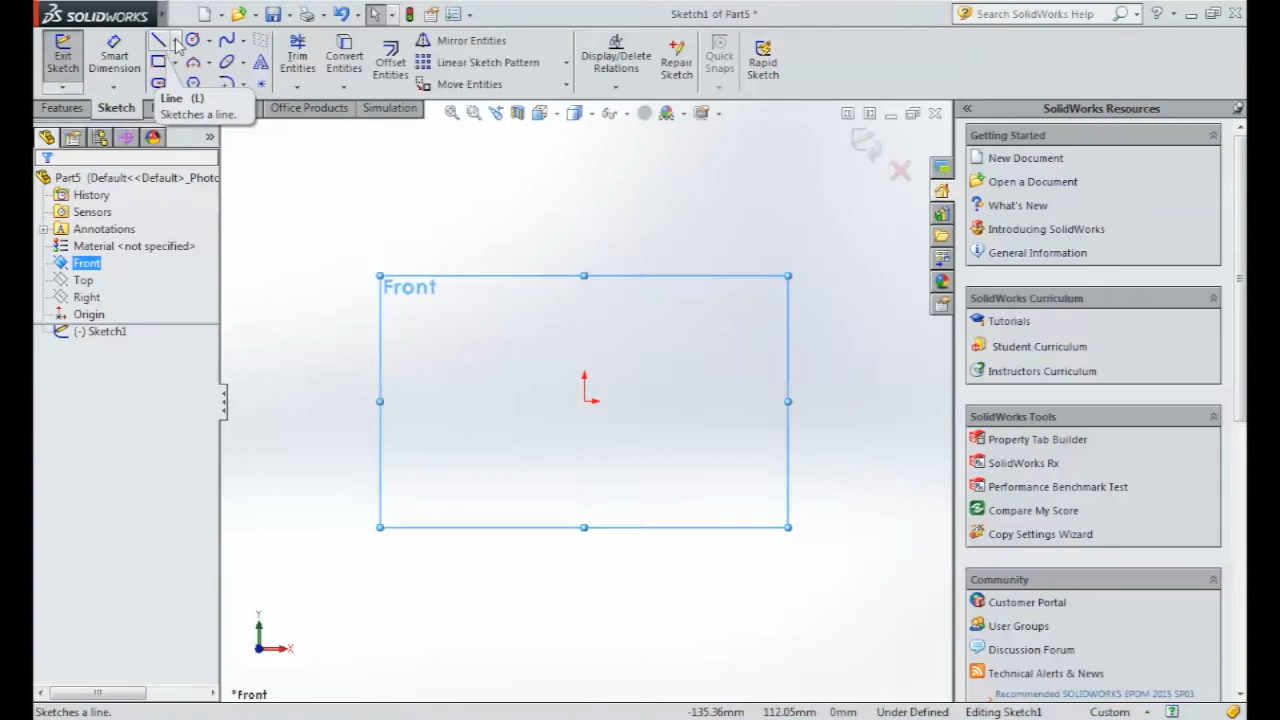 SOLIDWORKS
Sketch1 of Part5 *
Search SolidWorks Help
Exit Sketch
Smart Dimension
Trim Entities
Convert Entities
Offset Entities
Mirror Entities
Linear Sketch Pattern
Move Entities
Display/Delete Relations
Repair Sketch
Quick Snaps
Rapid Sketch
Line (L)
Sketches a line.
Features
Sketch
Office Products
Simulation
Part5 (Default<<Default>_Photo
History
Sensors
Annotations
Material <not specified>
Front
Top
Right
Origin
(-) Sketch1
Front
Y
X
*Front
SolidWorks Resources
Getting Started
New Document
Open a Document
What's New
Introducing SolidWorks
General Information
SolidWorks Curriculum
Tutorials
Student Curriculum
Instructors Curriculum
SolidWorks Tools
Property Tab Builder
SolidWorks Rx
Performance Benchmark Test
Compare My Score
Copy Settings Wizard
Community
Customer Portal
User Groups
Discussion Forum
Technical Alerts & News
Recommended SOLIDWORKS EPDM 2015 SP03
Sketches a line.
-135.36mm
112.05mm
0mm
Under Defined
Editing Sketch1
Custom